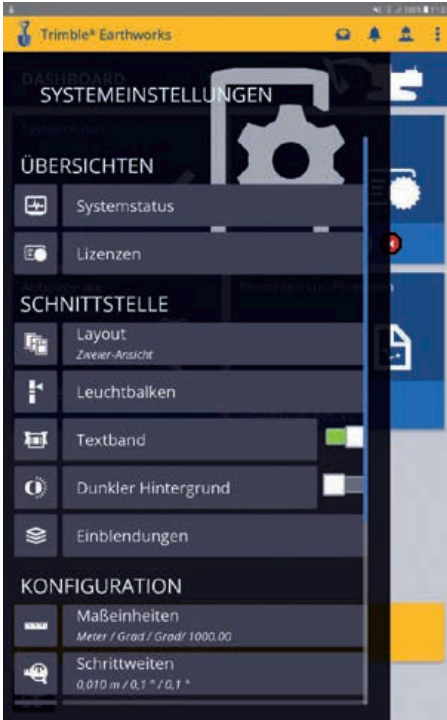 Trimble® Earthworks
DASHBOARD
SYSTEMEINSTELLUNGEN
ÜBERSICHTEN
Systemstatus
Lizenzen
SCHNITTSTELLE
Layout
Zweier-Ansicht
Leuchtbalken
Textband
Dunkler Hintergrund
Einblendungen
KONFIGURATION
Maßeinheiten
Meter / Grad / Grad/ 1000.00
Schrittweiten
0,010 m / 0,1 ° / 0,1 °